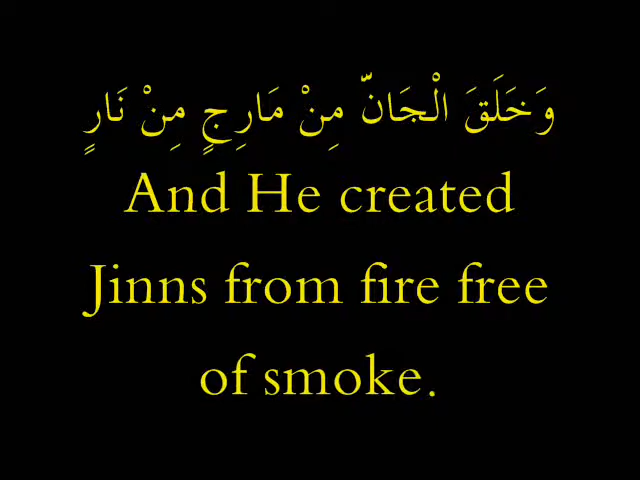 وَخَلَقَ الْجَانَّ مِنْ مَارِجٍ مِنْ نَارٍ
And He created
Jinns from fire free
of smoke.